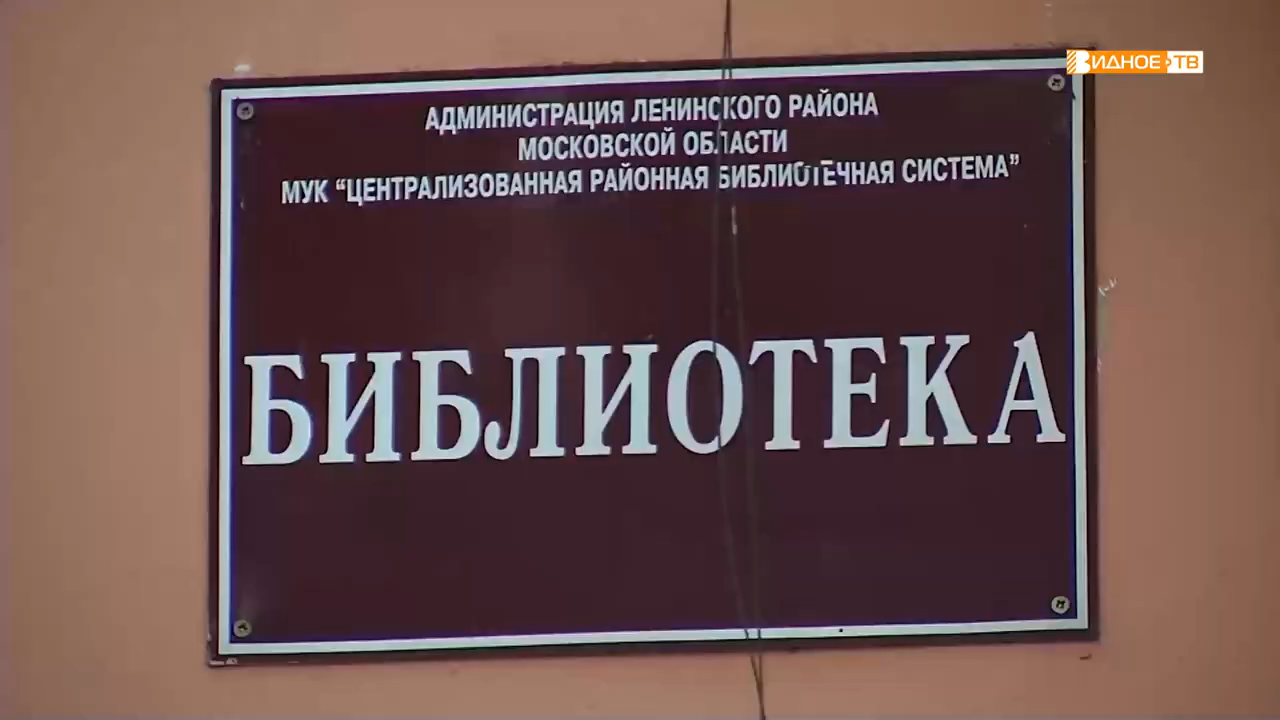 ВИДНОЕ ТВ
АДМИНИСТРАЦИЯ ЛЕНИНСКОГО РАЙОНА
МОСКОВСКОЙ ОБЛАСТИ
МУК “ЦЕНТРАЛИЗОВАННАЯ РАЙОННАЯ БИБЛИОТЕЧНАЯ СИСТЕМА”
БИБЛИОТЕКА